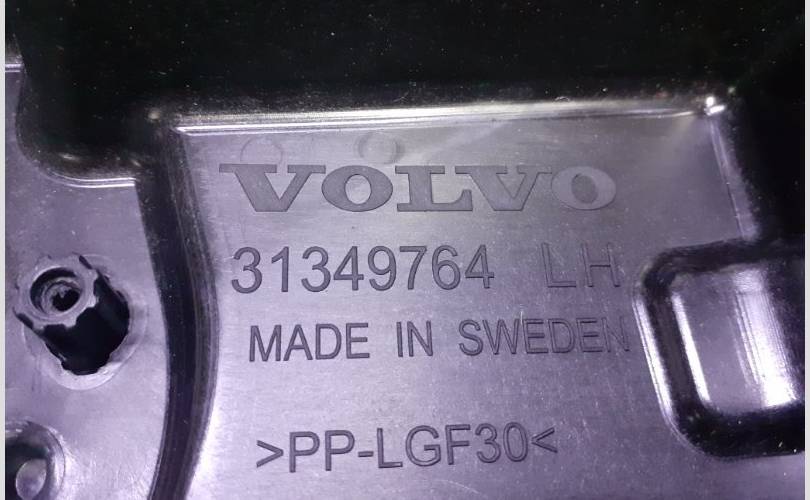 VOLVO
31349764 LH
MADE IN SWEDEN
>PP-LGF30<